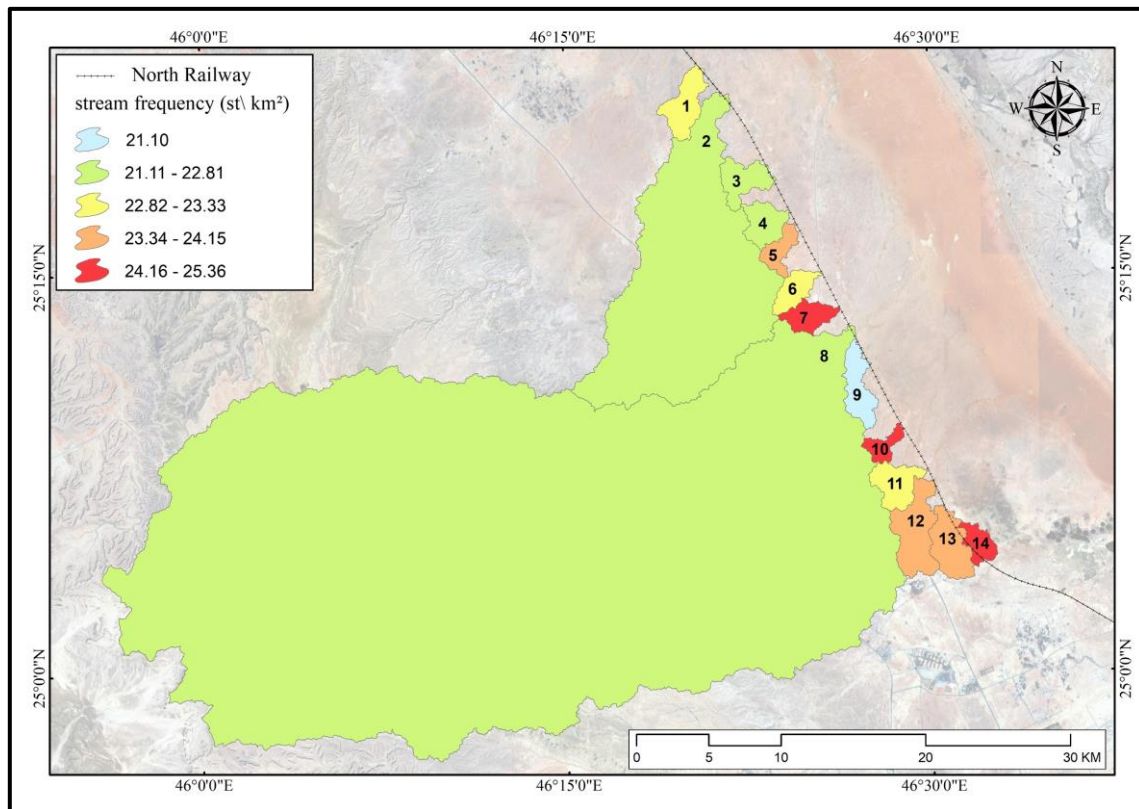 46°0'0"E 46°15'0"E 46°30'0"E
North Railway
stream frequency (st\ km²)
21.10
21.11 - 22.81
22.82 - 23.33
23.34 - 24.15
24.16 - 25.36
N
W E
S
1
2
3
4
5
6
7
8
9
10
11
12
13
14
25°15'0"N 25°15'0"N
25°0'0"N 25°0'0"N
0 5 10 20 30 KM
46°0'0"E 46°15'0"E 46°30'0"E